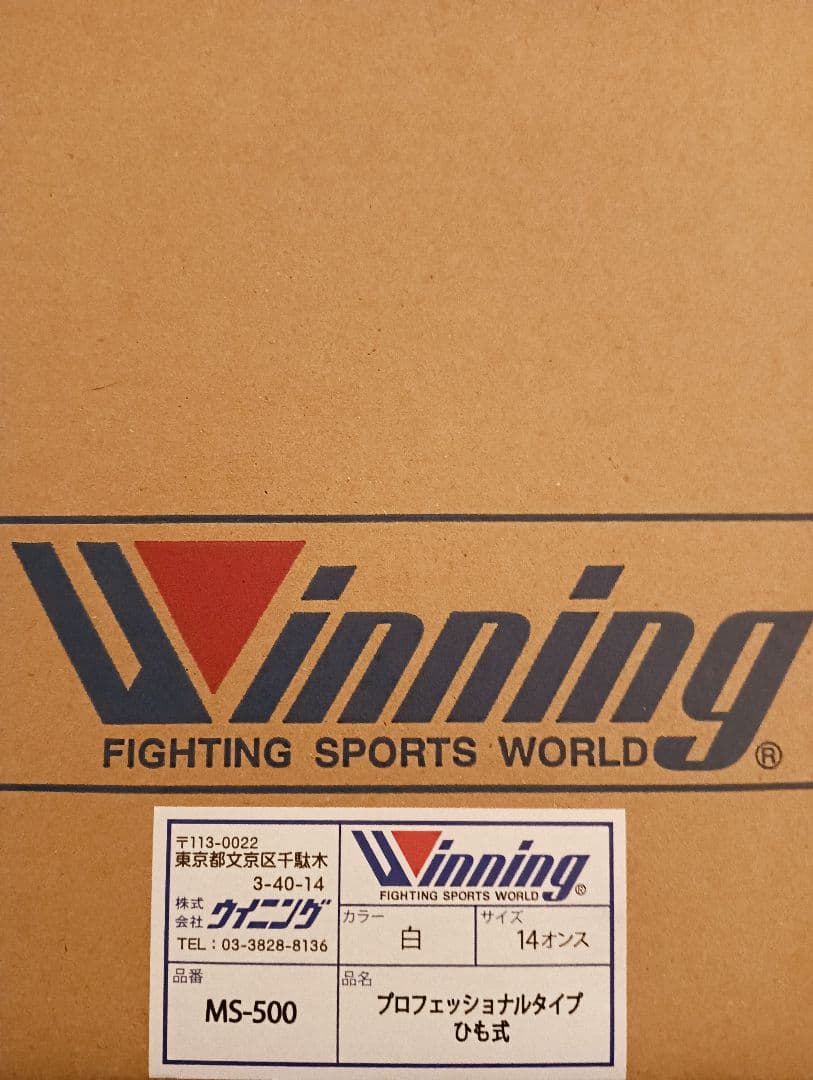 Winning
FIGHTING SPORTS WORLD ®
〒113-0022
東京都文京区千駄木
3-40-14
株式会社 ウイニング
TEL：03-3828-8136
Winning
FIGHTING SPORTS WORLD ®
カラー
白
サイズ
14オンス
品番
MS-500
品名
プロフェッショナルタイプ
ひも式